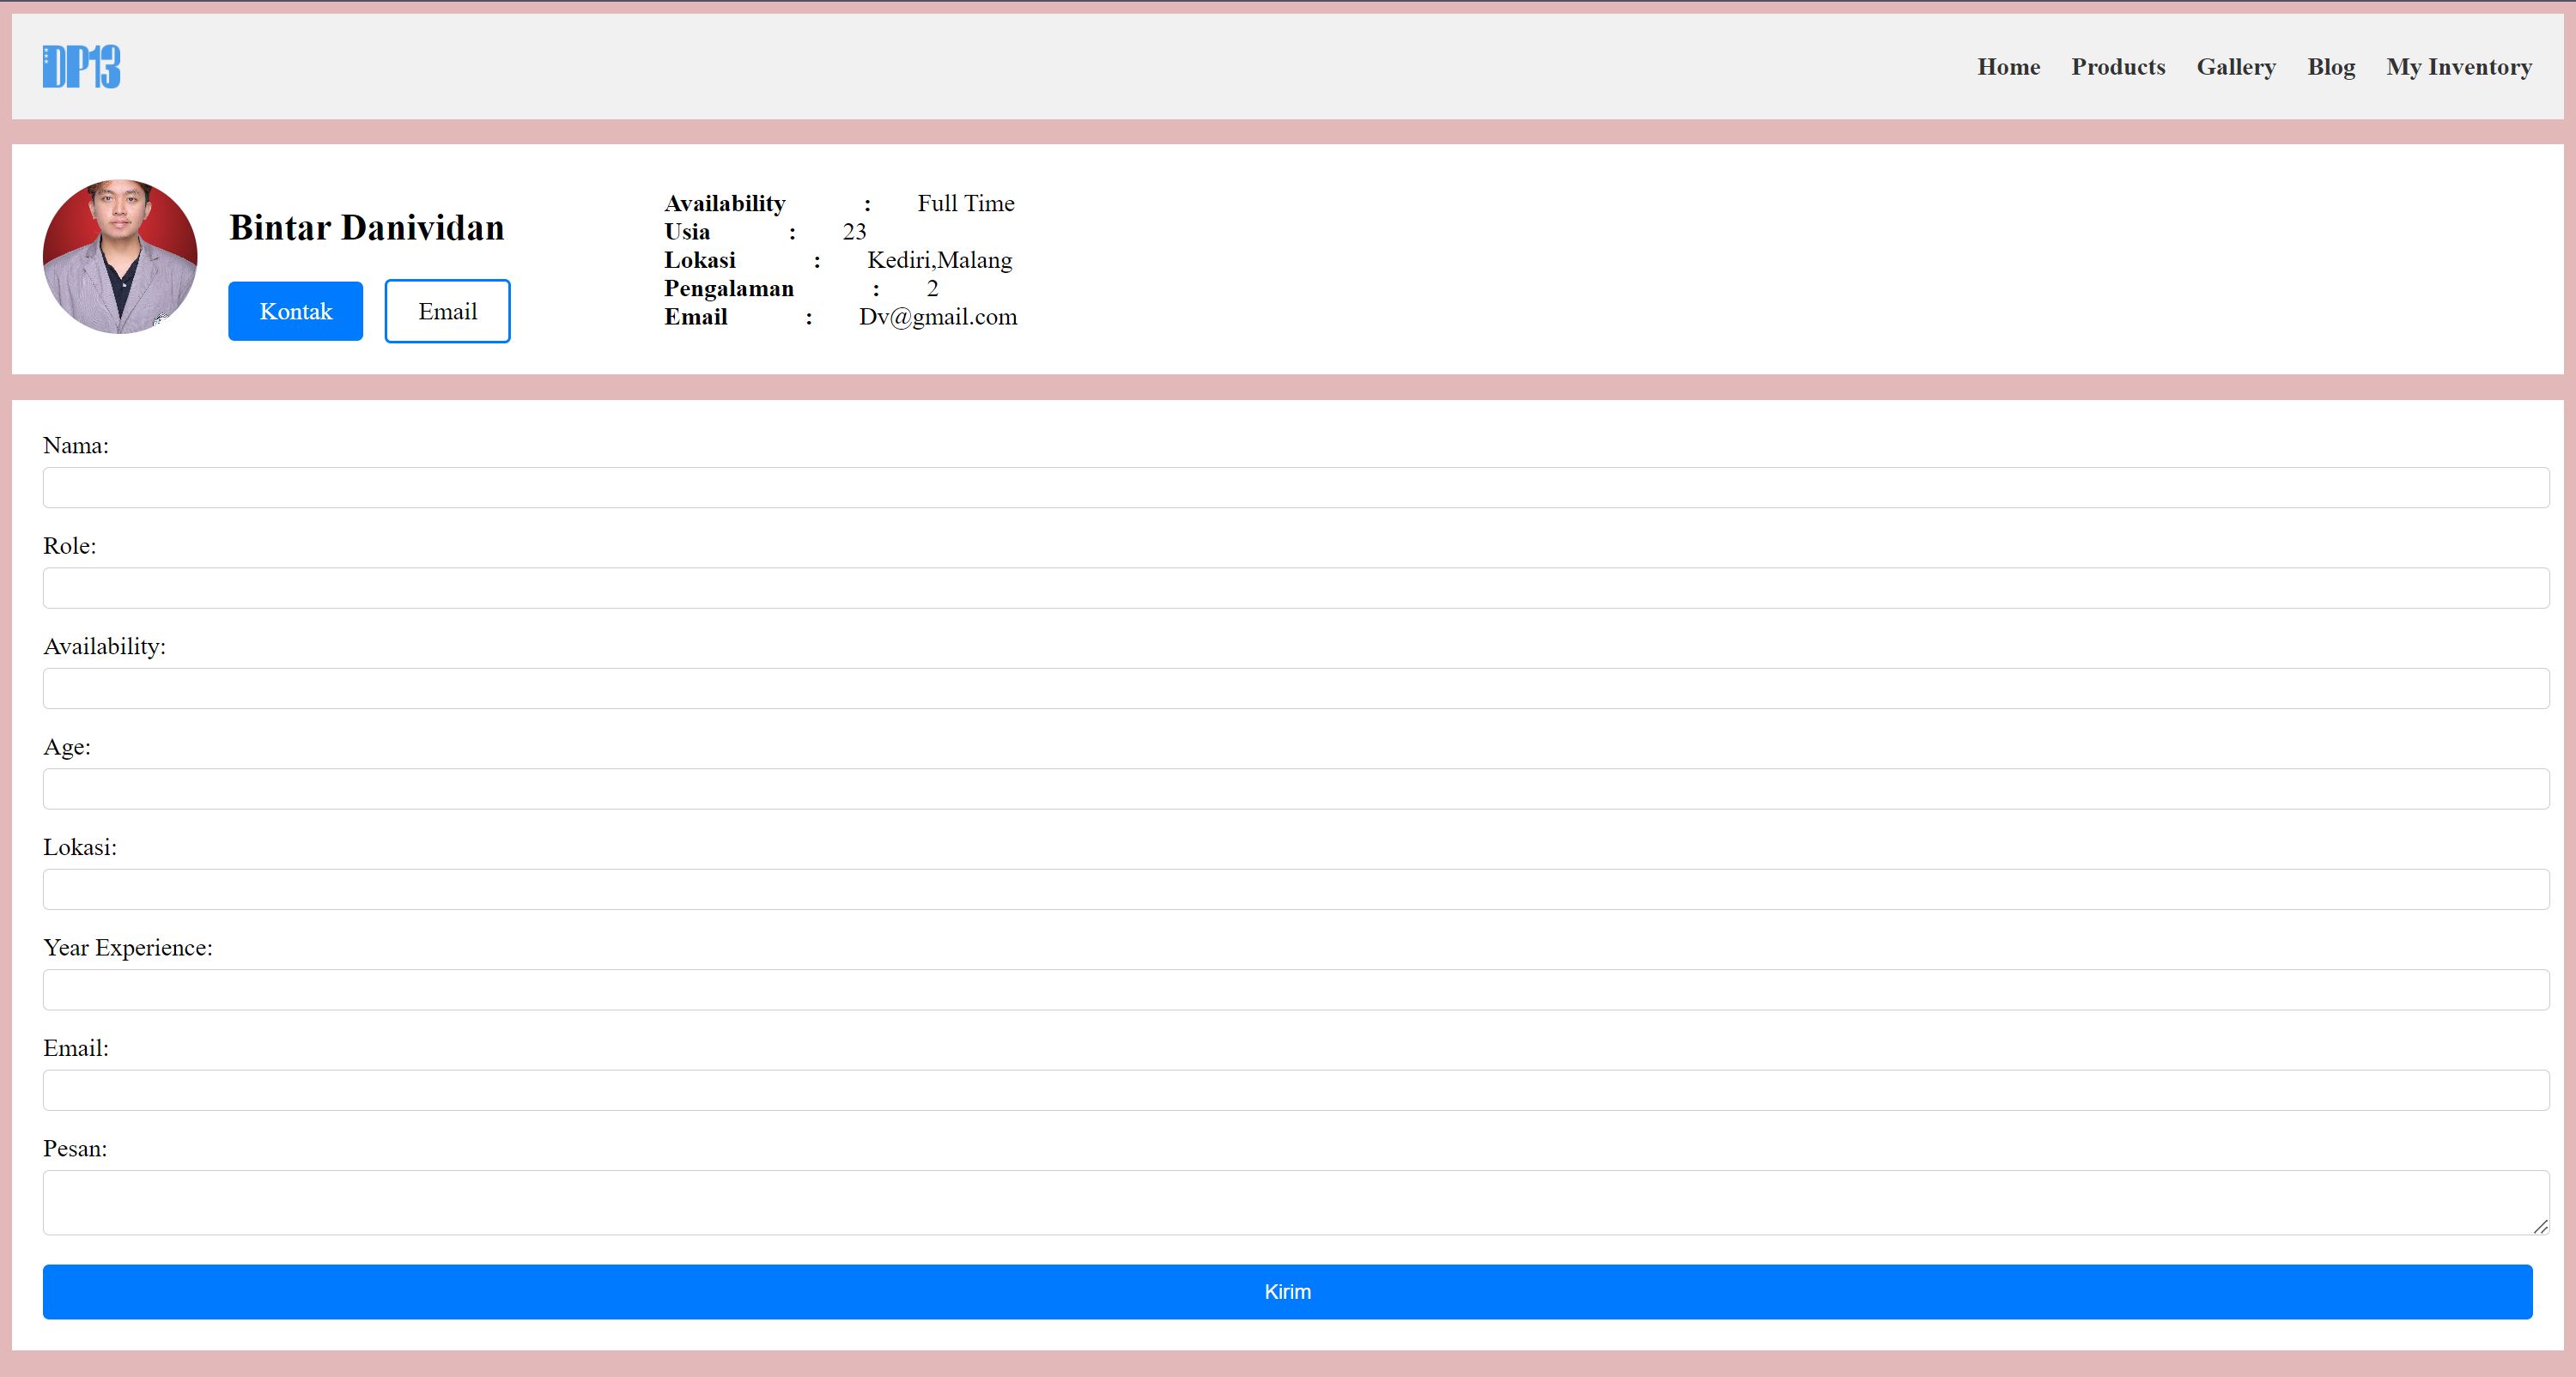 DP13
Home Products Gallery Blog My Inventory
Bintar Danividan
Kontak Email
Availability : Full Time
Usia : 23
Lokasi : Kediri,Malang
Pengalaman : 2
Email : Dv@gmail.com
Nama:
Role:
Availability:
Age:
Lokasi:
Year Experience:
Email:
Pesan:
Kirim